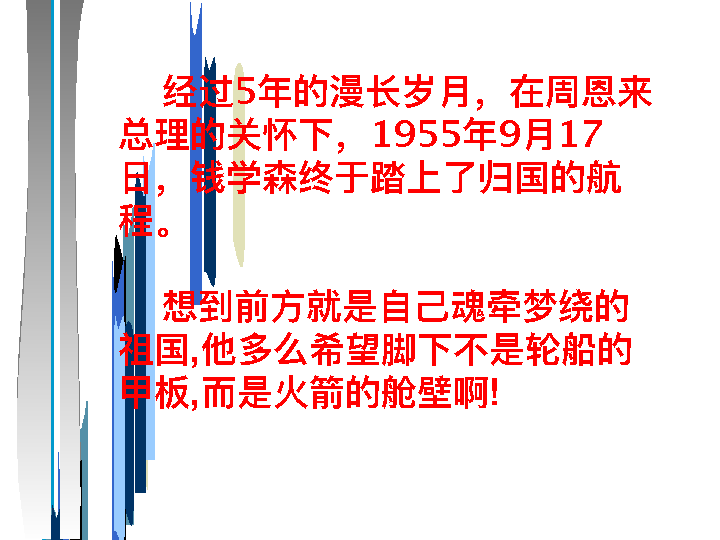 经过5年的漫长岁月，在周恩来
总理的关怀下，1955年9月17
日，钱学森终于踏上了归国的航
程。
想到前方就是自己魂牵梦绕的
祖国,他多么希望脚下不是轮船的
甲板,而是火箭的舱壁啊!